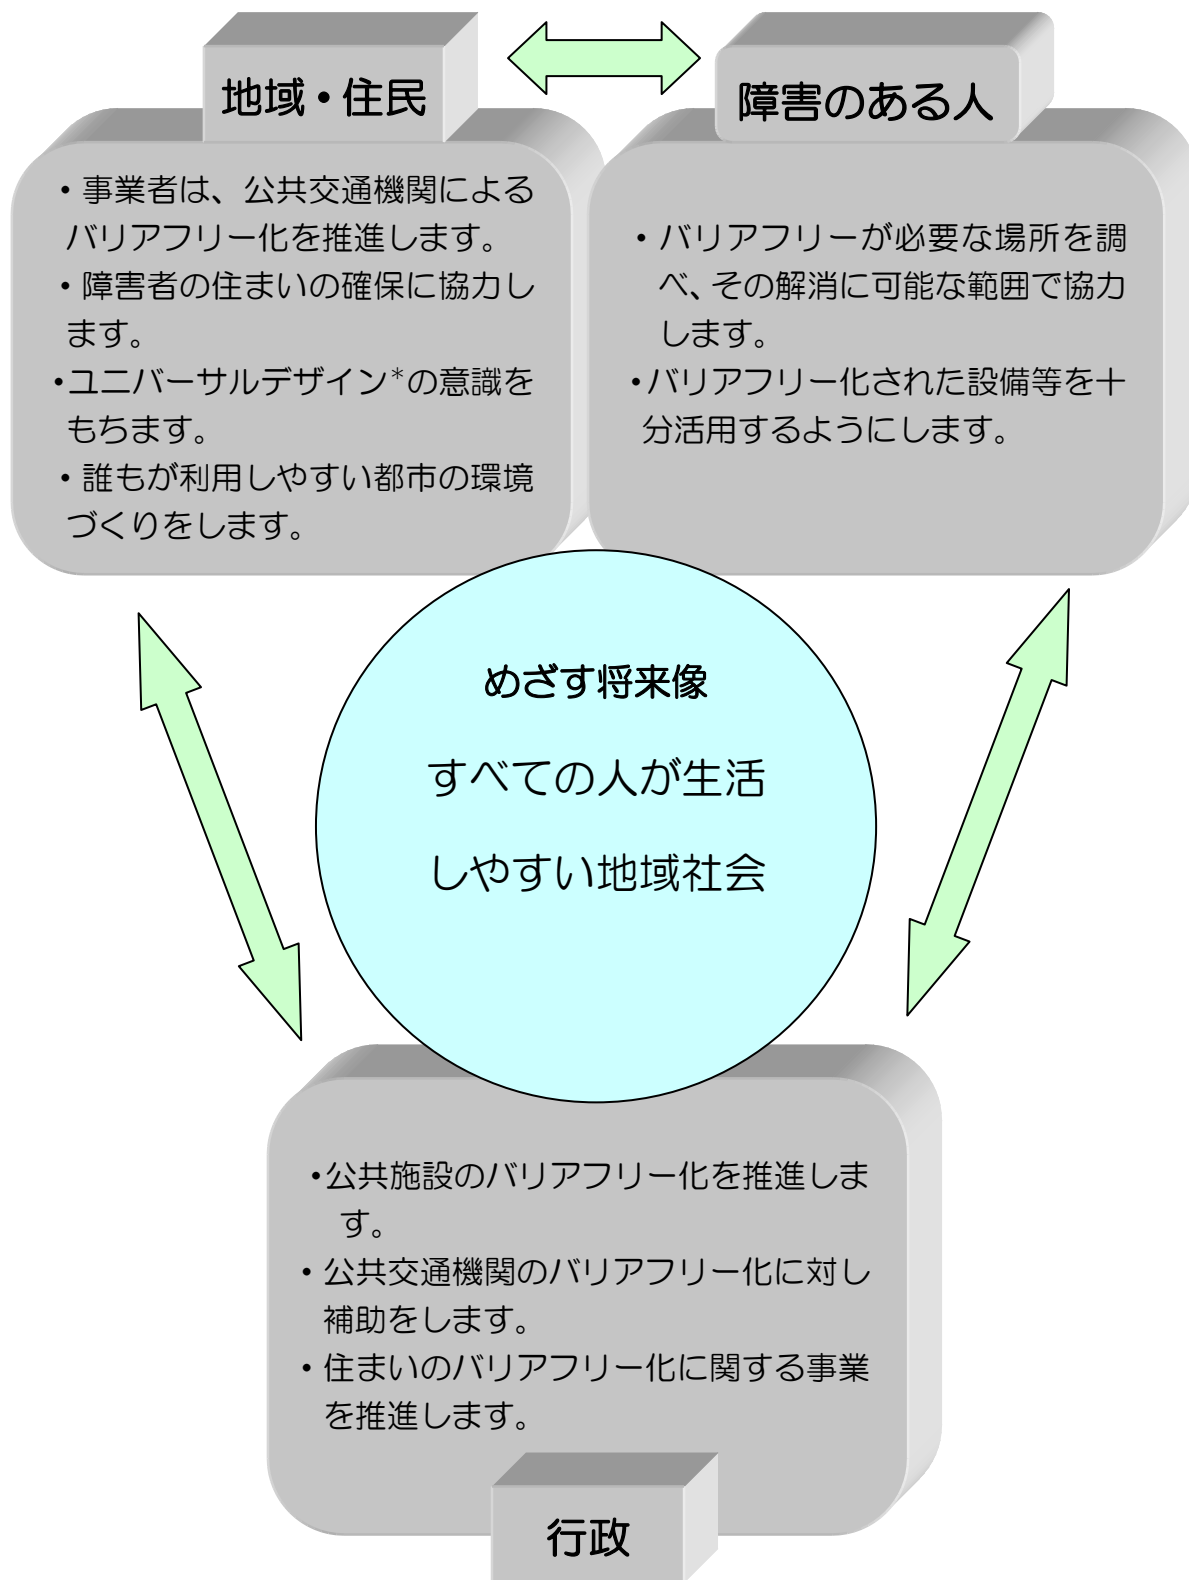 地域・住民
・事業者は、公共交通機関による
バリアフリー化を推進します。
・障害者の住まいの確保に協力し
ます。
・ユニバーサルデザイン*の意識を
もちます。
・誰もが利用しやすい都市の環境
づくりをします。
障害のある人
・バリアフリーが必要な場所を調
べ、その解消に可能な範囲で協力
します。
・バリアフリー化された設備等を十
分活用するようにします。
めざす将来像
すべての人が生活
しやすい地域社会
・公共施設のバリアフリー化を推進しま
す。
・公共交通機関のバリアフリー化に対し
補助をします。
・住まいのバリアフリー化に関する事業
を推進します。
行政